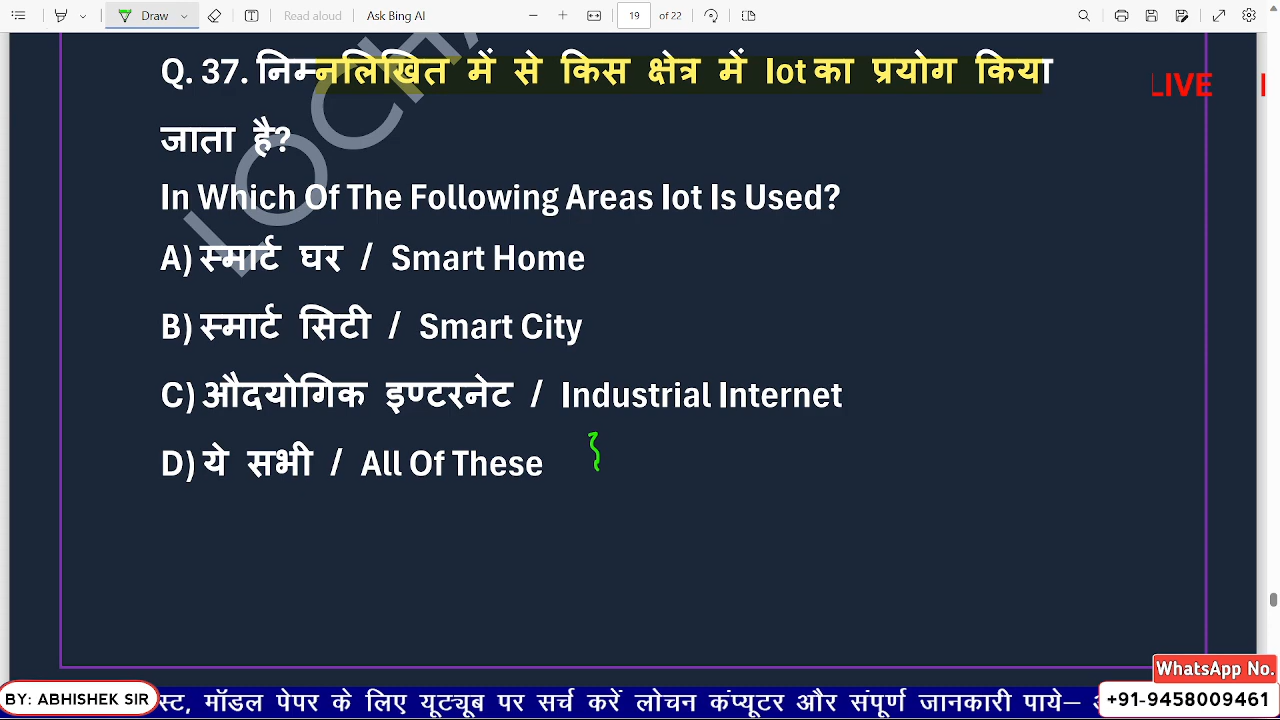 Draw
Read aloud
Ask Bing AI
19 of 22
Q. 37. निम्नलिखित में से किस क्षेत्र में Iot का प्रयोग किया
LIVE
जाता है?
In Which Of The Following Areas Iot Is Used?
A) स्मार्ट घर / Smart Home
B) स्मार्ट सिटी / Smart City
C) औदयोगिक इण्टरनेट / Industrial Internet
D) ये सभी / All Of These
WhatsApp No.
BY: ABHISHEK SIR
मॉडल पेपर के लिए यूट्यूब पर सर्च करें लोचन कंप्यूटर और संपूर्ण जानकारी पाये–
+91-9458009461